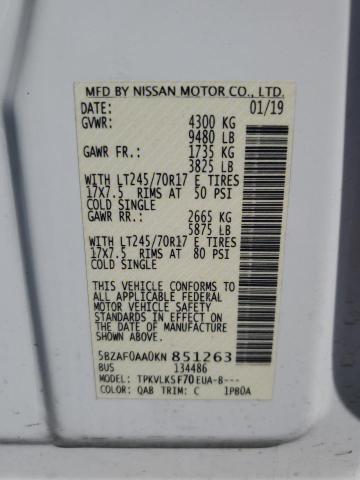 MFD BY NISSAN MOTOR CO., LTD.
DATE: 01/19
GVWR: 4300 KG
9480 LB
GAWR FR.: 1735 KG
3825 LB
WITH LT245/70R17 E TIRES
17X7.5 RIMS AT 50 PSI
COLD SINGLE
GAWR RR.: 2665 KG
5875 LB
WITH LT245/70R17 E TIRES
17X7.5 RIMS AT 80 PSI
COLD SINGLE
THIS VEHICLE CONFORMS TO
ALL APPLICABLE FEDERAL
MOTOR VEHICLE SAFETY
STANDARDS IN EFFECT ON
THE DATE OF MANUFACTURE
SHOWN ABOVE.
5BZAF0AA0KN 851263
BUS 134486
MODEL: TPKVLK5F70EUA-B---
COLOR: QAB TRIM: C 1PB0A